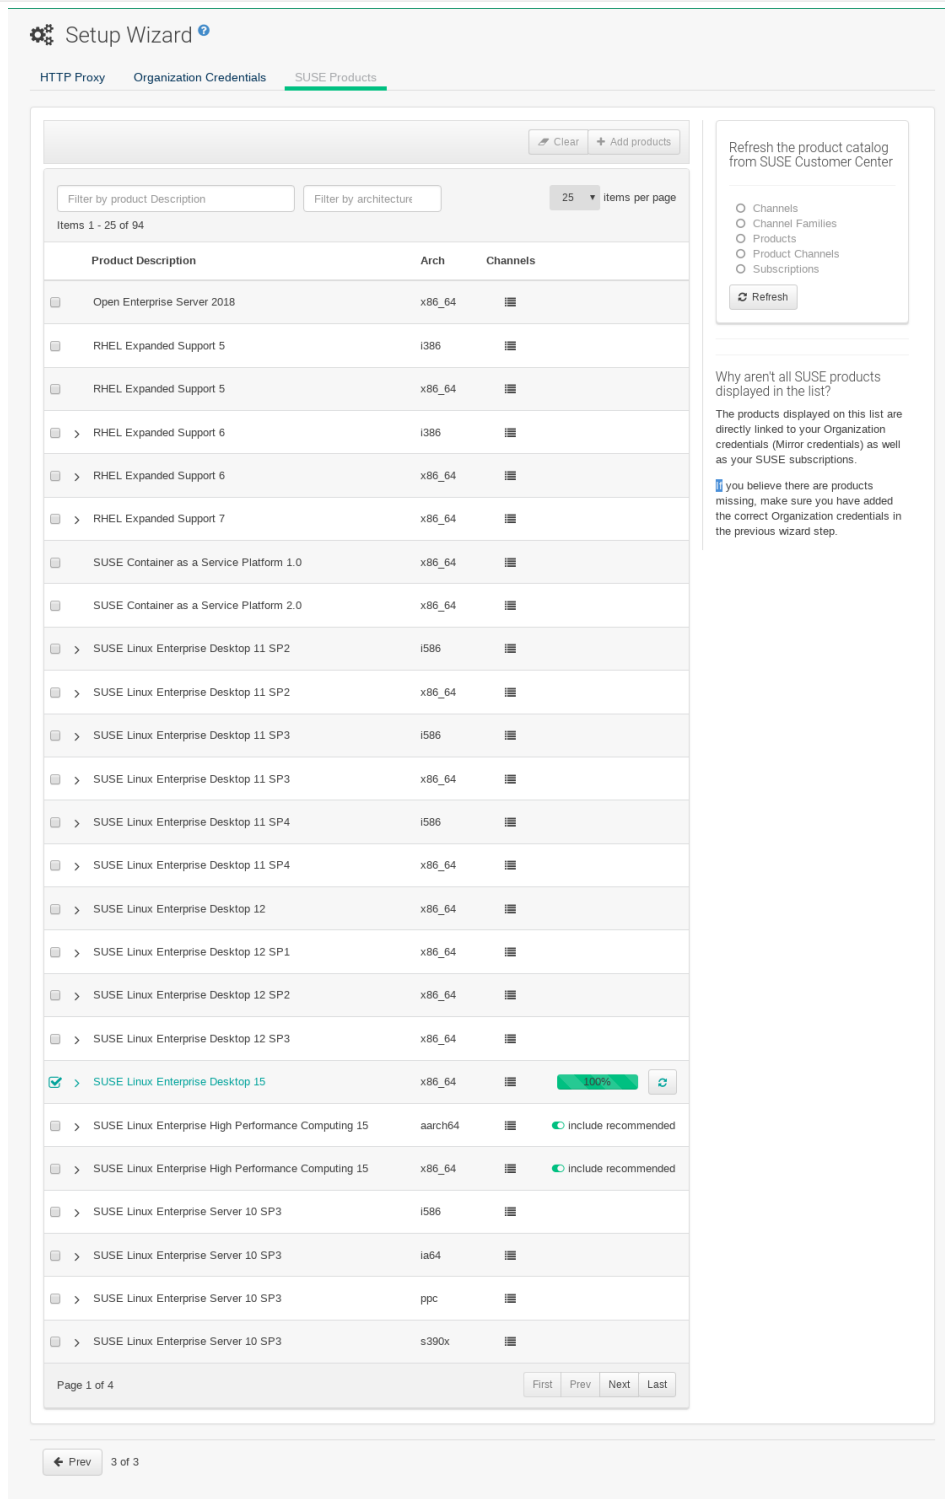 Setup Wizard
HTTP Proxy Organization Credentials SUSE Products
Clear Add products
Filter by product Description Filter by architecture 25 items per page
Items 1 - 25 of 94
Product Description Arch Channels
Open Enterprise Server 2018 x86_64
RHEL Expanded Support 5 i386
RHEL Expanded Support 5 x86_64
RHEL Expanded Support 6 i386
RHEL Expanded Support 6 x86_64
RHEL Expanded Support 7 x86_64
SUSE Container as a Service Platform 1.0 x86_64
SUSE Container as a Service Platform 2.0 x86_64
SUSE Linux Enterprise Desktop 11 SP2 i586
SUSE Linux Enterprise Desktop 11 SP2 x86_64
SUSE Linux Enterprise Desktop 11 SP3 i586
SUSE Linux Enterprise Desktop 11 SP3 x86_64
SUSE Linux Enterprise Desktop 11 SP4 i586
SUSE Linux Enterprise Desktop 11 SP4 x86_64
SUSE Linux Enterprise Desktop 12 x86_64
SUSE Linux Enterprise Desktop 12 SP1 x86_64
SUSE Linux Enterprise Desktop 12 SP2 x86_64
SUSE Linux Enterprise Desktop 12 SP3 x86_64
SUSE Linux Enterprise Desktop 15 x86_64 100%
SUSE Linux Enterprise High Performance Computing 15 aarch64 include recommended
SUSE Linux Enterprise High Performance Computing 15 x86_64 include recommended
SUSE Linux Enterprise Server 10 SP3 i586
SUSE Linux Enterprise Server 10 SP3 ia64
SUSE Linux Enterprise Server 10 SP3 ppc
SUSE Linux Enterprise Server 10 SP3 s390x
Page 1 of 4 First Prev Next Last
Refresh the product catalog
from SUSE Customer Center
Channels
Channel Families
Products
Product Channels
Subscriptions
Refresh
Why aren't all SUSE products
displayed in the list?
The products displayed on this list are
directly linked to your Organization
credentials (Mirror credentials) as well
as your SUSE subscriptions.
If you believe there are products
missing, make sure you have added
the correct Organization credentials in
the previous wizard step.
Prev 3 of 3